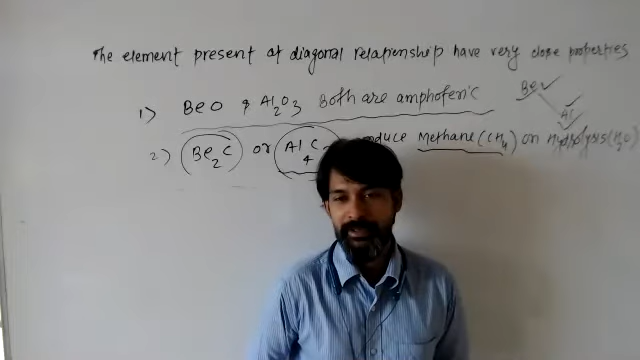 The element present at diagonal relationship have very close properties
1) BeO & Al2O3 Both are amphoteric
Be
Al
2) Be2C or Al4C produce Methane (CH4) on Hydrolysis (H2O)